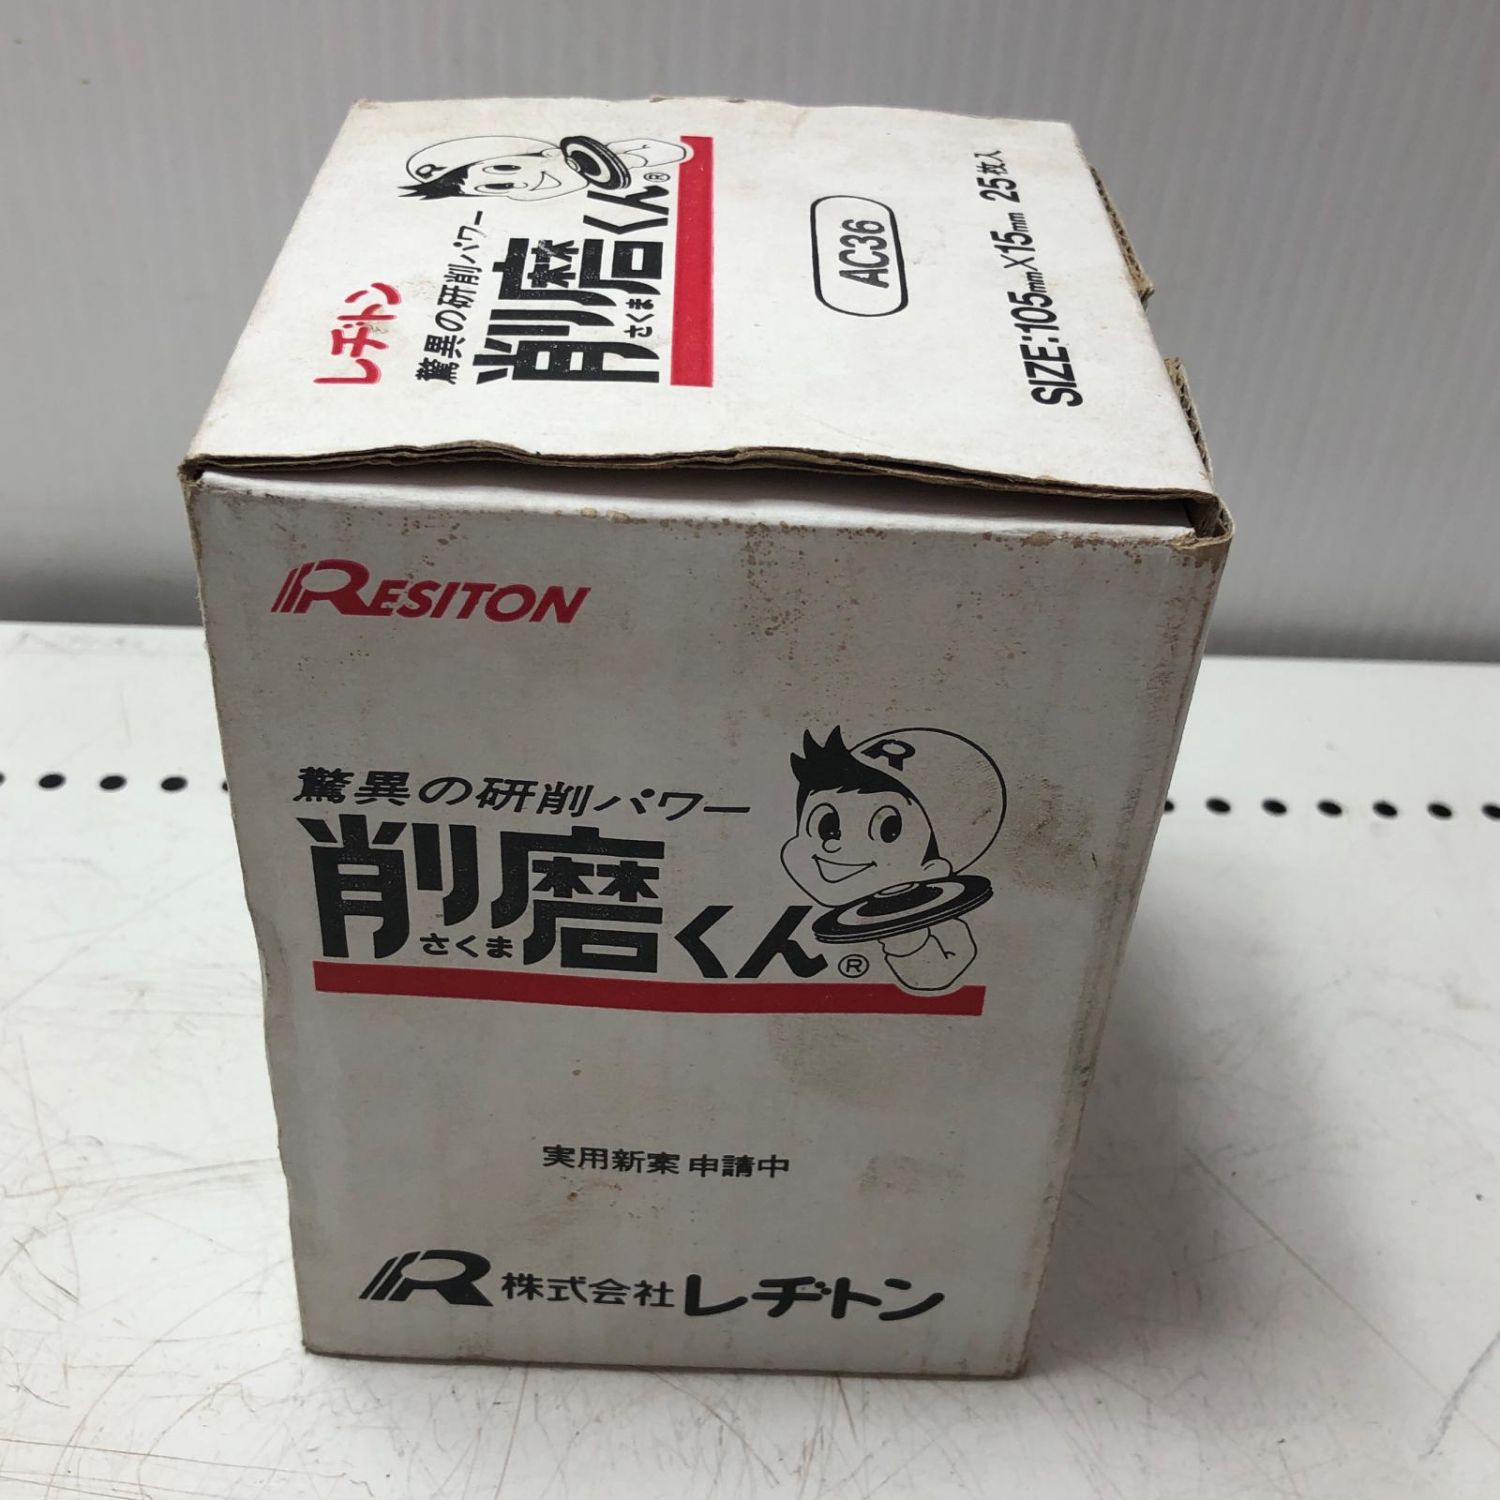 レヂトン
驚異の研削パワー
削磨くん®
さくま
R
AC36
SIZE:105mm×15mm 25枚入
RESITON
驚異の研削パワー
削磨くん®
さくま
R
実用新案 申請中
R 株式会社レヂトン